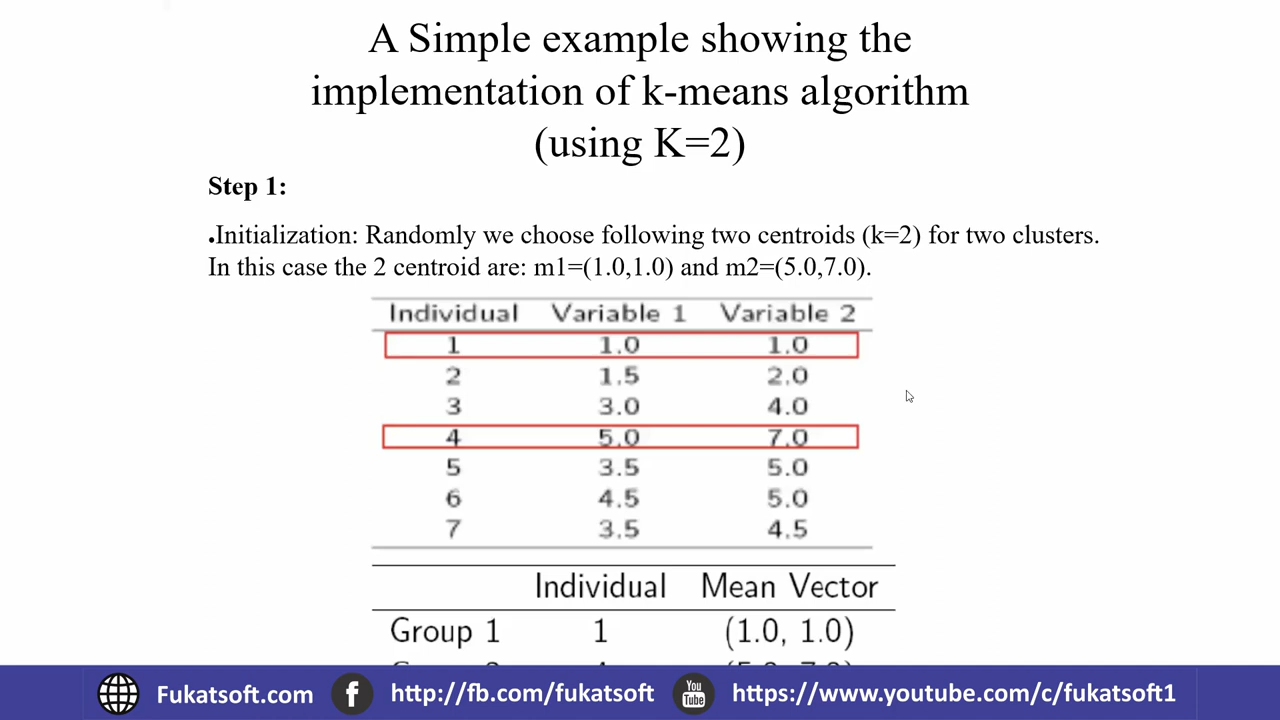 A Simple example showing the
implementation of k-means algorithm
(using K=2)
Step 1:
•Initialization: Randomly we choose following two centroids (k=2) for two clusters.
In this case the 2 centroid are: m1=(1.0,1.0) and m2=(5.0,7.0).
Individual Variable 1 Variable 2
1 1.0 1.0
2 1.5 2.0
3 3.0 4.0
4 5.0 7.0
5 3.5 5.0
6 4.5 5.0
7 3.5 4.5
Individual Mean Vector
Group 1 1 (1.0, 1.0)
Fukatsoft.com f http://fb.com/fukatsoft You Tube https://www.youtube.com/c/fukatsoft1